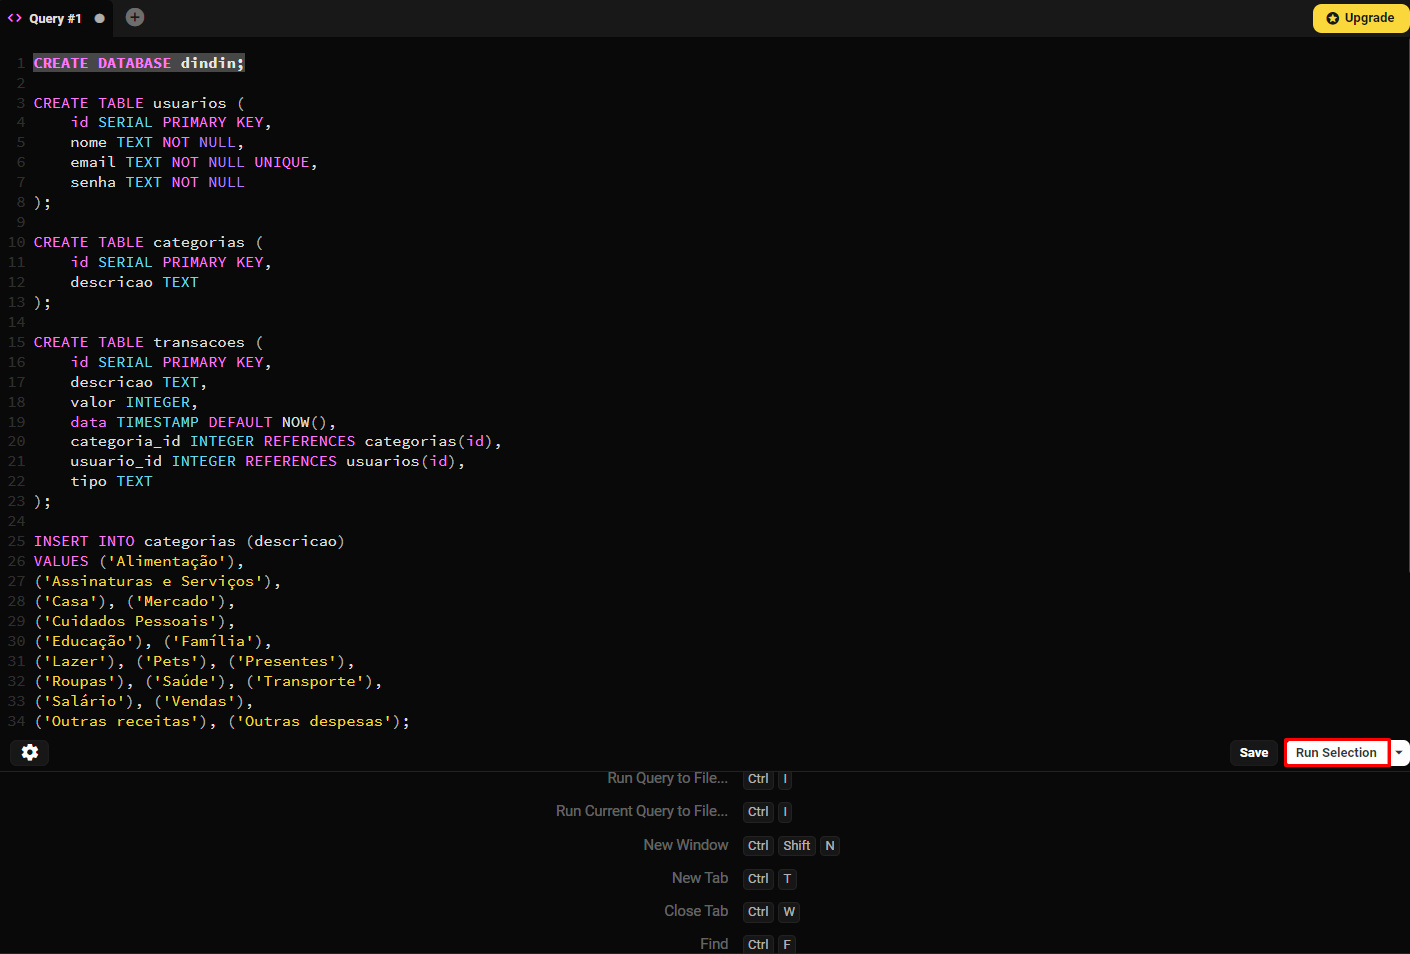 <> Query #1
Upgrade
1 CREATE DATABASE dindin;
2
3 CREATE TABLE usuarios (
4 id SERIAL PRIMARY KEY,
5 nome TEXT NOT NULL,
6 email TEXT NOT NULL UNIQUE,
7 senha TEXT NOT NULL
8 );
9
10 CREATE TABLE categorias (
11 id SERIAL PRIMARY KEY,
12 descricao TEXT
13 );
14
15 CREATE TABLE transacoes (
16 id SERIAL PRIMARY KEY,
17 descricao TEXT,
18 valor INTEGER,
19 data TIMESTAMP DEFAULT NOW(),
20 categoria_id INTEGER REFERENCES categorias(id),
21 usuario_id INTEGER REFERENCES usuarios(id),
22 tipo TEXT
23 );
24
25 INSERT INTO categorias (descricao)
26 VALUES ('Alimentação'),
27 ('Assinaturas e Serviços'),
28 ('Casa'), ('Mercado'),
29 ('Cuidados Pessoais'),
30 ('Educação'), ('Família'),
31 ('Lazer'), ('Pets'), ('Presentes'),
32 ('Roupas'), ('Saúde'), ('Transporte'),
33 ('Salário'), ('Vendas'),
34 ('Outras receitas'), ('Outras despesas');
Save Run Selection
Run Query to File... Ctrl I
Run Current Query to File... Ctrl I
New Window Ctrl Shift N
New Tab Ctrl T
Close Tab Ctrl W
Find Ctrl F